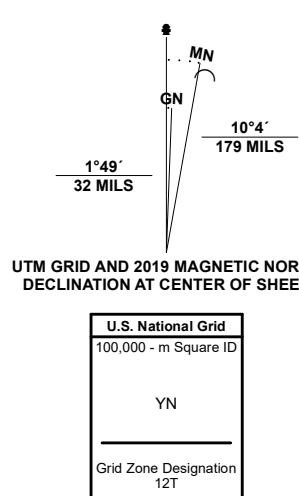 MN
GN
10°4´
179 MILS
1°49´
32 MILS
UTM GRID AND 2019 MAGNETIC NOR
DECLINATION AT CENTER OF SHEE
U.S. National Grid
100,000 - m Square ID
YN
Grid Zone Designation
12T